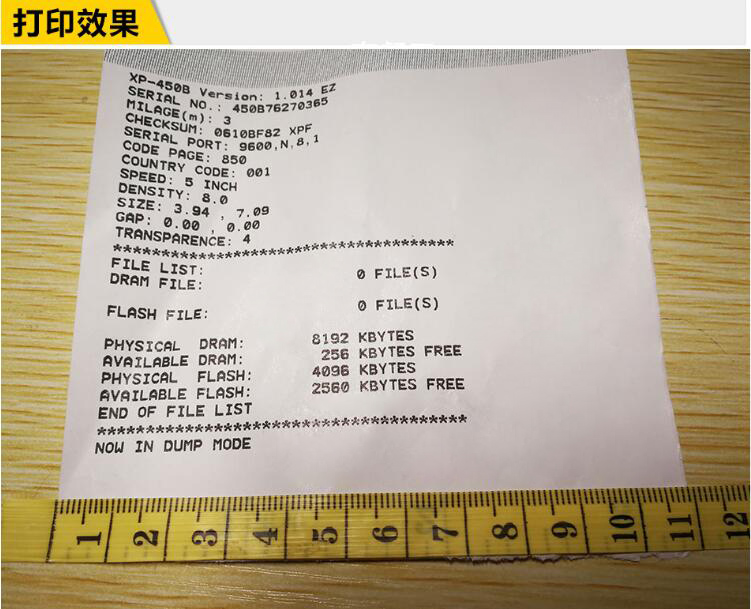 打印效果
XP-450B Version: 1.014 EZ
SERIAL NO.: 450B76270365
MILAGE(m): 3
CHECKSUM: 0610BF82 XPF
SERIAL PORT: 9600,N,8,1
CODE PAGE: 850
COUNTRY CODE: 001
SPEED: 5 INCH
DENSITY: 8.0
SIZE: 3.94 , 7.09
GAP: 0.00 , 0.00
TRANSPARENCE: 4
*******************************************
FILE LIST:
DRAM FILE: 0 FILE(S)
FLASH FILE: 0 FILE(S)
PHYSICAL DRAM: 8192 KBYTES
AVAILABLE DRAM: 256 KBYTES FREE
PHYSICAL FLASH: 4096 KBYTES
AVAILABLE FLASH: 2560 KBYTES FREE
END OF FILE LIST
*******************************************
NOW IN DUMP MODE
1 2 3 4 5 6 7 8 9 10 11 12